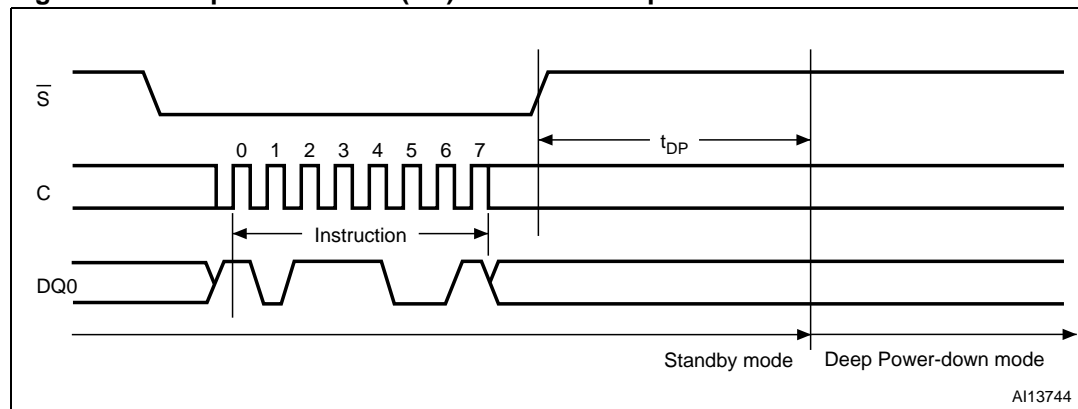 S̅
t_DP
0 1 2 3 4 5 6 7
C
Instruction
DQ0
Standby mode Deep Power-down mode
AI13744